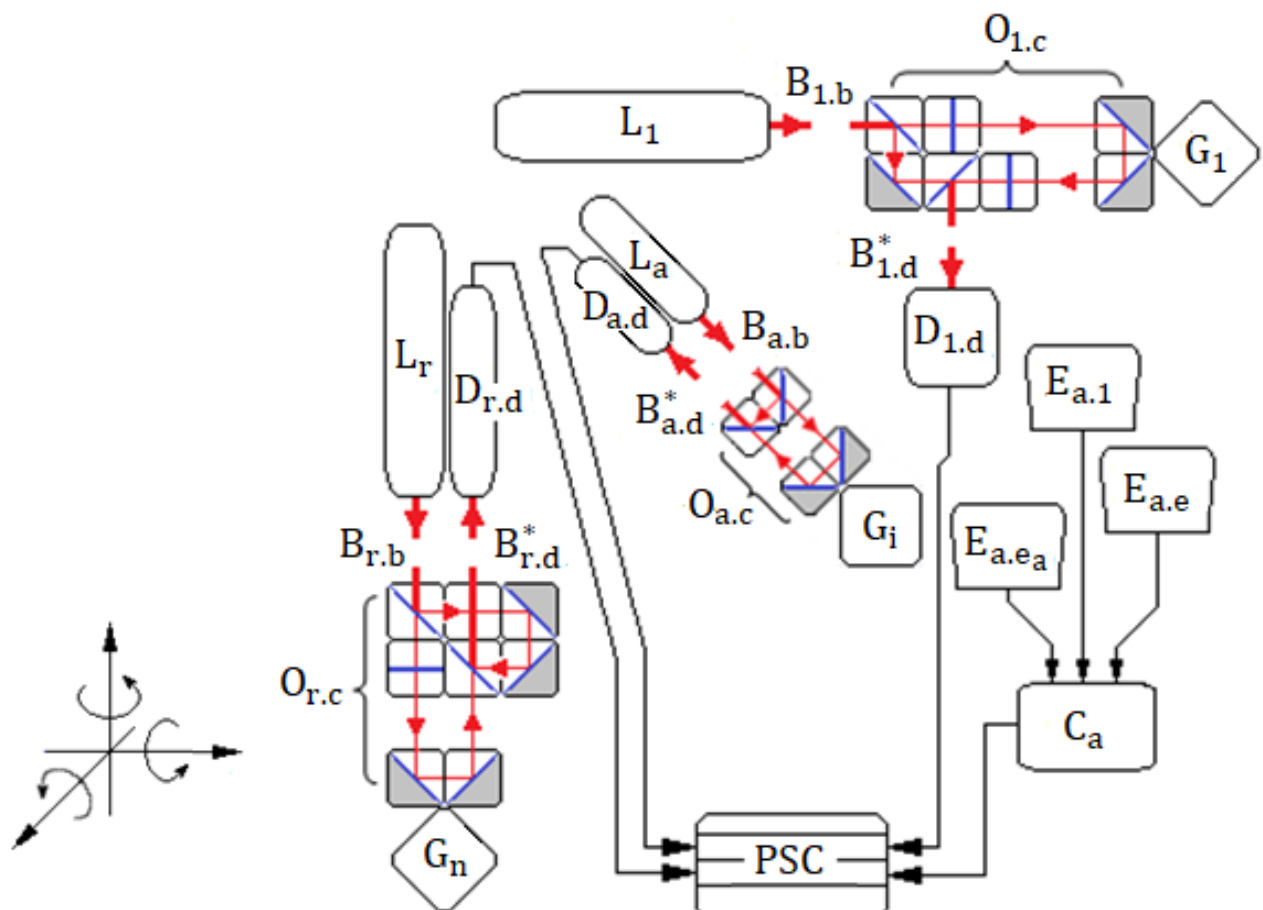 O1.c
B1.b
L1
G1
La
B*1.d
Da.d
Ba.b
D1.d
Lr
Dr.d
Ea.1
B*a.d
Ea.e
Oa.c
Gi
Ea.ea
Br.b
B*r.d
Or.c
Ca
Gn
PSC